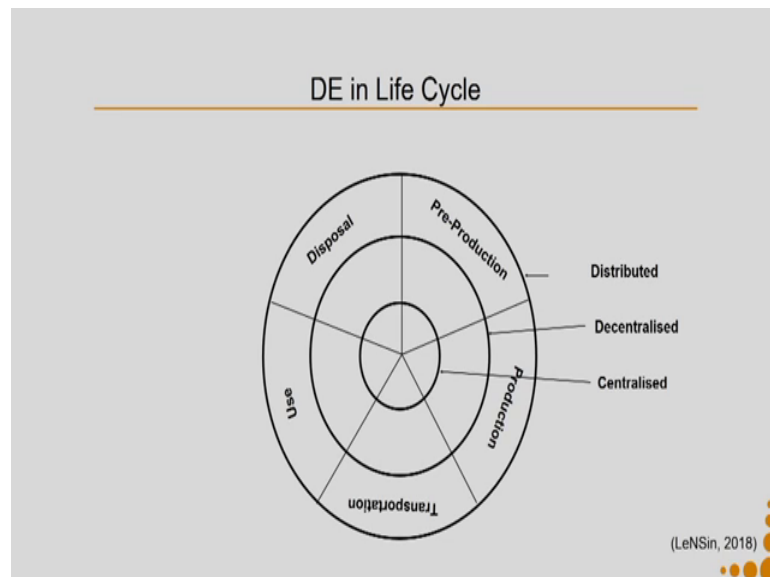 DE in Life Cycle
Disposal
Pre-Production
Distributed
Decentralised
Centralised
Production
Use
Transportation
(LeNSin, 2018)